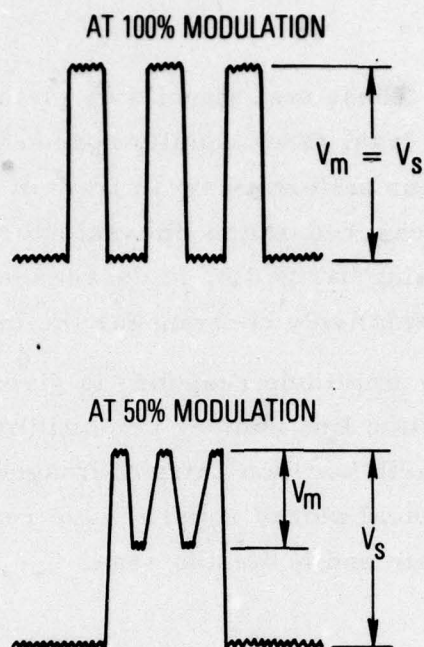 AT 100% MODULATION
Vm = Vs
AT 50% MODULATION
Vm
Vs